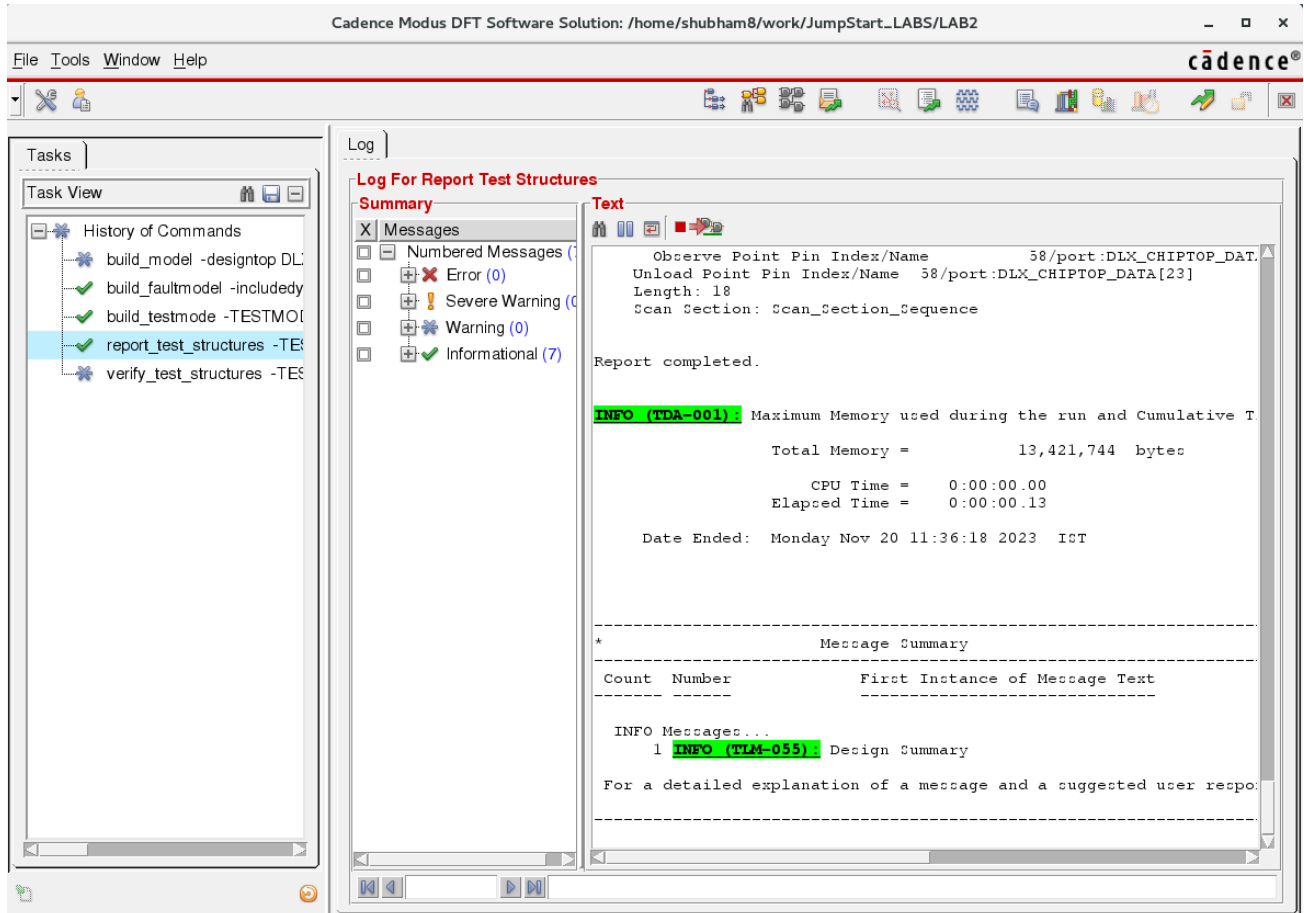 Cadence Modus DFT Software Solution: /home/shubham8/work/JumpStart_LABS/LAB2
File Tools Window Help
cādence®
Tasks
Task View
History of Commands
build_model -designtop DL
build_faultmodel -includedy
build_testmode -TESTMO
report_test_structures -TE
verify_test_structures -TES
Log
Log For Report Test Structures
Summary
X Messages
Numbered Messages (
Error (0)
Severe Warning (0
Warning (0)
Informational (7)
Text
Observe Point Pin Index/Name 58/port:DLX_CHIPTOP_DAT
Unload Point Pin Index/Name 58/port:DLX_CHIPTOP_DATA[23]
Length: 18
Scan Section: Scan_Section_Sequence
Report completed.
INFO (TDA-001): Maximum Memory used during the run and Cumulative T
Total Memory = 13,421,744 bytes
CPU Time = 0:00:00.00
Elapsed Time = 0:00:00.13
Date Ended: Monday Nov 20 11:36:18 2023 IST
--------------------------------------------------------------------
* Message Summary
--------------------------------------------------------------------
Count Number First Instance of Message Text
------- ------ ------------------------------
INFO Messages...
1 INFO (TLM-055): Design Summary
For a detailed explanation of a message and a suggested user respo
--------------------------------------------------------------------